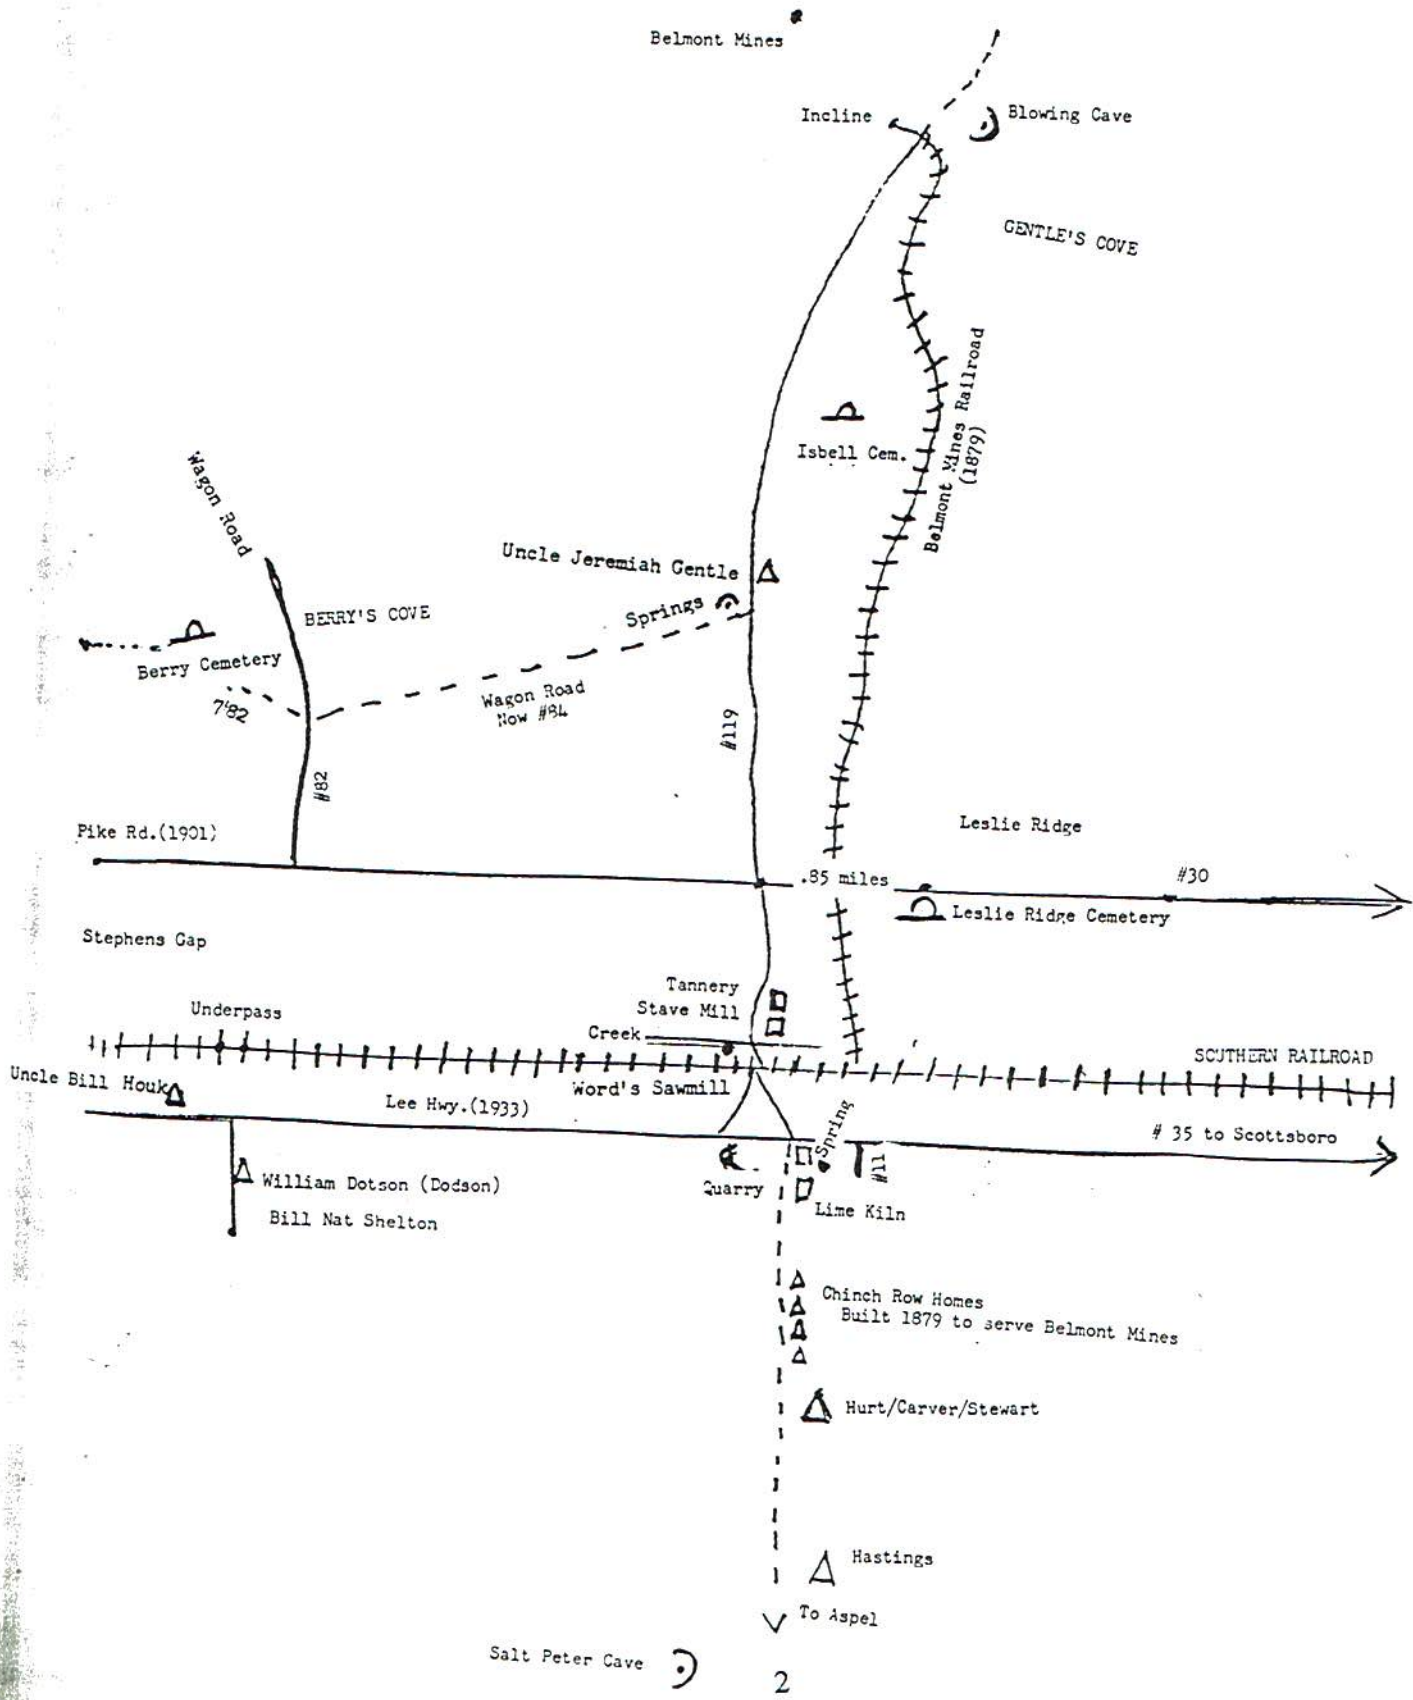 Belmont Mines
Incline
Blowing Cave
GENTLE'S COVE
Belmont Mines Railroad
(1879)
Isbell Cem.
Wagon Road
Uncle Jeremiah Gentle
Springs
BERRY'S COVE
Berry Cemetery
7'82
Wagon Road
Now #84
#119
#82
Pike Rd.(1901)
Leslie Ridge
.85 miles
#30
Leslie Ridge Cemetery
Stephens Gap
Tannery
Stave Mill
Underpass
Creek
SOUTHERN RAILROAD
Uncle Bill Houk
Word's Sawmill
Lee Hwy.(1933)
Spring
# 35 to Scottsboro
#11
Quarry
William Dotson (Dodson)
Bill Nat Shelton
Lime Kiln
Chinch Row Homes
Built 1879 to serve Belmont Mines
Hurt/Carver/Stewart
Hastings
To Aspel
Salt Peter Cave
2